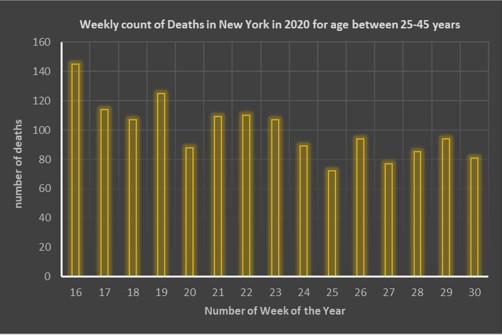 Weekly count of Deaths in New York in 2020 for age between 25-45 years
160
140
120
100
80
60
40
20
0
number of deaths
16 17 18 19 20 21 22 23 24 25 26 27 28 29 30
Number of Week of the Year